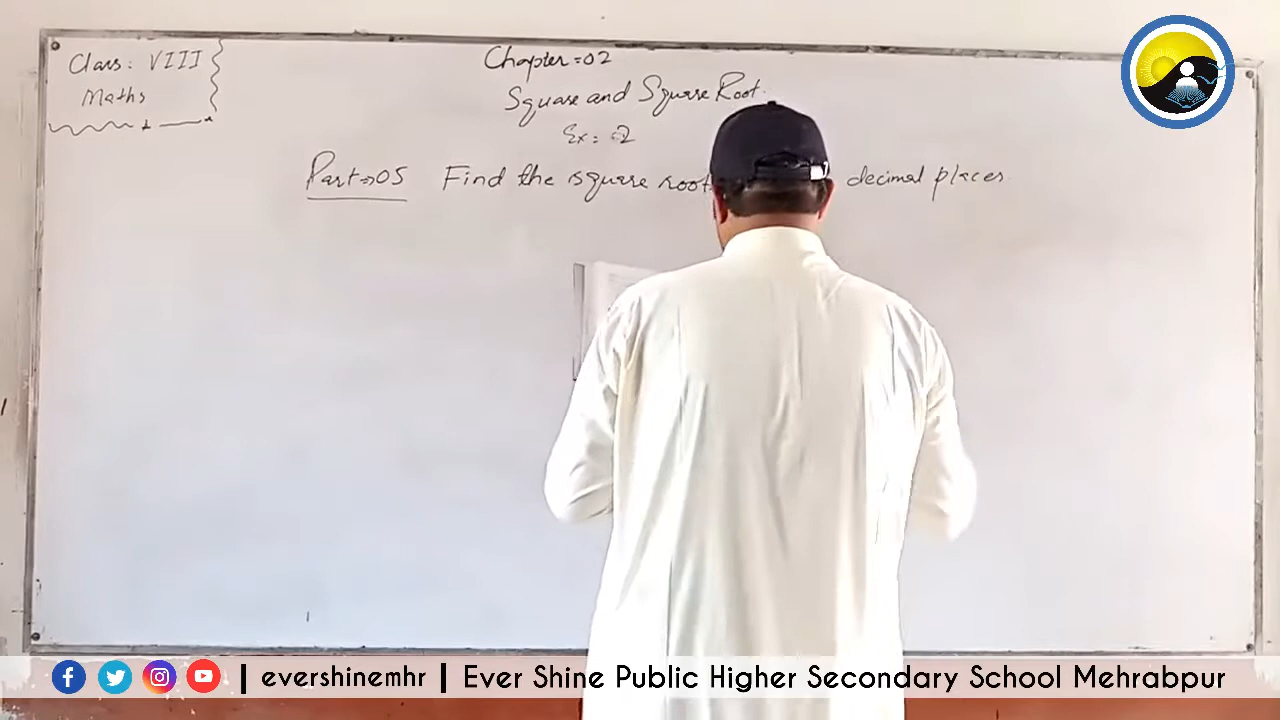 Class: VIII
Maths
Chapter=02
Square and Square Root.
Ex: 02
Part=>05 Find the square root decimal places.
| evershinemhr | Ever Shine Public Higher Secondary School Mehrabpur